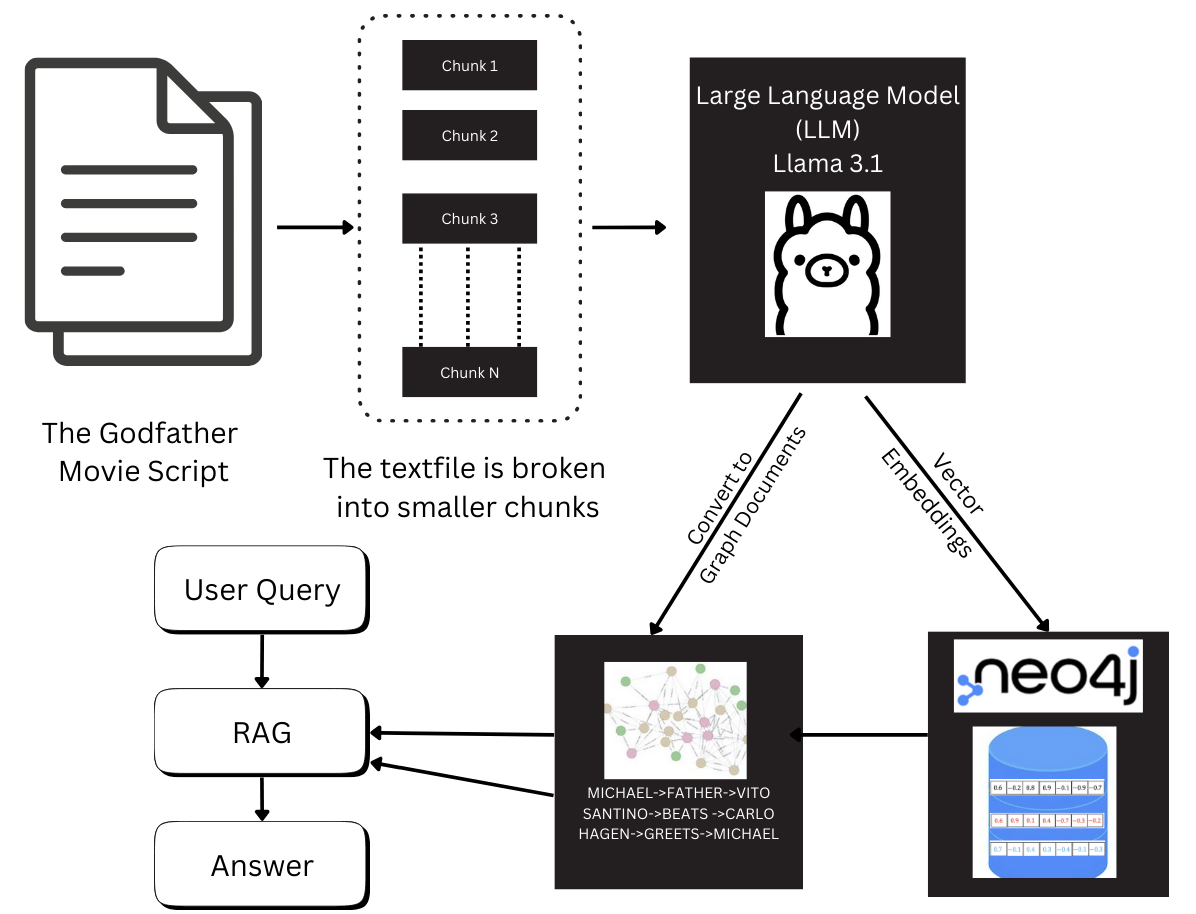 Chunk 1
Chunk 2
Chunk 3
Chunk N
Large Language Model
(LLM)
Llama 3.1
The Godfather
Movie Script
The textfile is broken
into smaller chunks
Convert to
Graph Documents
Vector
Embeddings
User Query
RAG
Answer
MICHAEL->FATHER->VITO
SANTINO->BEATS ->CARLO
HAGEN->GREETS->MICHAEL
neo4j
0.6 -0.2 0.8 0.9 -0.1 -0.9 -0.7
0.6 0.9 0.1 0.4 -0.7 -0.3 -0.2
0.7 -0.1 0.4 0.3 -0.4 -0.1 -0.3